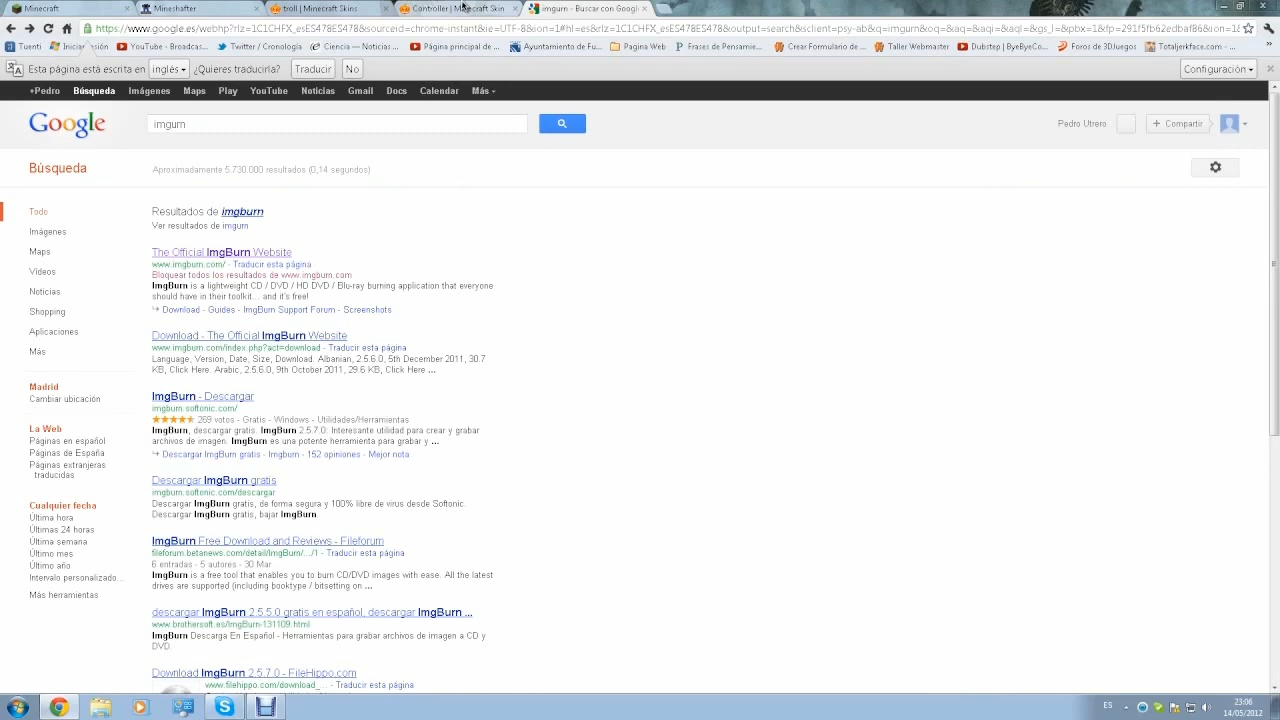 Minecraft
Mineshafter
troll | Minecraft Skins
Controller | Minecraft Skin
imgurn - Buscar con Google
https://www.google.es/webhp?rlz=1C1CHFX_esES478ES478&sourceid=chrome-instant&ie=UTF-8&ion=1#hl=es&rlz=1C1CHFX_esES478ES478&output=search&sclient=psy-ab&q=imgurn&oq=&aq=&aqi=&aql=&gs_l=&pbx=1&fp=291f5fb62edbaf86&ion=1&
Tuenti
YouTube - Broadcas...
Twitter / Cronología
Ciencia — Noticias...
Página principal de...
Ayuntamiento de Fu...
Pagina Web
Frases de Pensamie...
Crear Formularios de...
Taller Webmaster
Dubstep | ByeByeCo...
Foros de 3Djuegos
Totaljerkface.com - ...
Esta página está escrita en inglés ¿Quieres traducirla? Traducir No Configuración
+Pedro Búsqueda Imágenes Maps Play YouTube Noticias Gmail Docs Calendar Más
Google
imgurn
Pedro Utrero
+ Compartir
Búsqueda
Aproximadamente 5.730.000 resultados (0,14 segundos)
Todo
Imágenes
Maps
Vídeos
Noticias
Shopping
Aplicaciones
Más
Madrid
Cambiar ubicación
La Web
Páginas en español
Páginas de España
Páginas extranjeras
traducidas
Cualquier fecha
Última hora
Últimas 24 horas
Última semana
Último mes
Último año
Intervalo personalizado...
Más herramientas
Resultados de imgburn
Ver resultados de imgurn
The Official ImgBurn Website
www.imgburn.com/ - Traducir esta página
Bloquear todos los resultados de www.imgburn.com
ImgBurn is a lightweight CD / DVD / HD DVD / Blu-ray burning application that everyone
should have in their toolkit... and it's free!
Download - Guides - ImgBurn Support Forum - Screenshots
Download - The Official ImgBurn Website
www.imgburn.com/index.php?act=download - Traducir esta página
Language, Version, Date, Size, Download. Albanian, 2.5.6.0, 5th December 2011, 30.7
KB, Click Here. Arabic, 2.5.6.0, 9th October 2011, 29.6 KB, Click Here ...
ImgBurn - Descargar
imgburn.softonic.com/
269 votos - Gratis - Windows - Utilidades/Herramientas
ImgBurn, descargar gratis. ImgBurn 2.5.7.0: Interesante utilidad para crear y grabar
archivos de imagen. ImgBurn es una potente herramienta para grabar y ...
Descargar ImgBurn gratis - Imgburn - 152 opiniones - Mejor nota
Descargar ImgBurn gratis
imgburn.softonic.com/descargar
Descargar ImgBurn gratis, de forma segura y 100% libre de virus desde Softonic.
Descargar ImgBurn gratis, bajar ImgBurn.
ImgBurn Free Download and Reviews - Fileforum
fileforum.betanews.com/detail/ImgBurn/.../1 - Traducir esta página
6 entradas - 5 autores - 30 Mar
ImgBurn is a free tool that enables you to burn CD/DVD images with ease. All the latest
drives are supported (including booktype / bitsetting on ...
descargar ImgBurn 2.5.5.0 gratis en español, descargar ImgBurn ...
www.brothersoft.es/ImgBurn-131109.html
ImgBurn Descarga En Español - Herramientas para grabar archivos de imagen a CD y
DVD.
Download ImgBurn 2.5.7.0 - FileHippo.com
www.filehippo.com/download_... - Traducir esta página
ES
23:06
14/05/2012